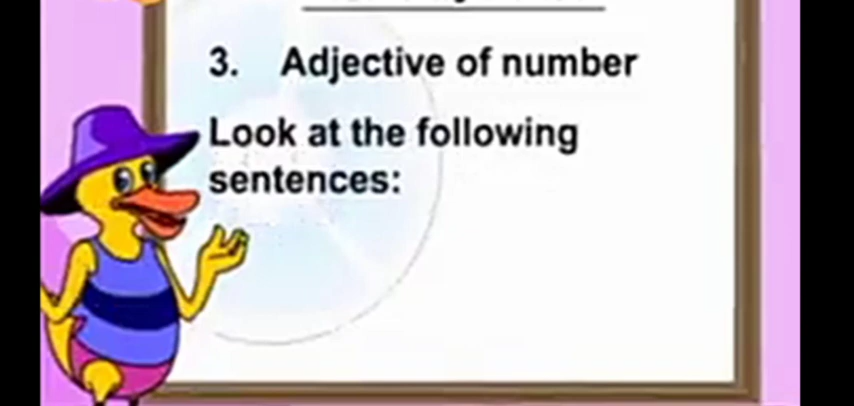 3. Adjective of number
Look at the following
sentences: